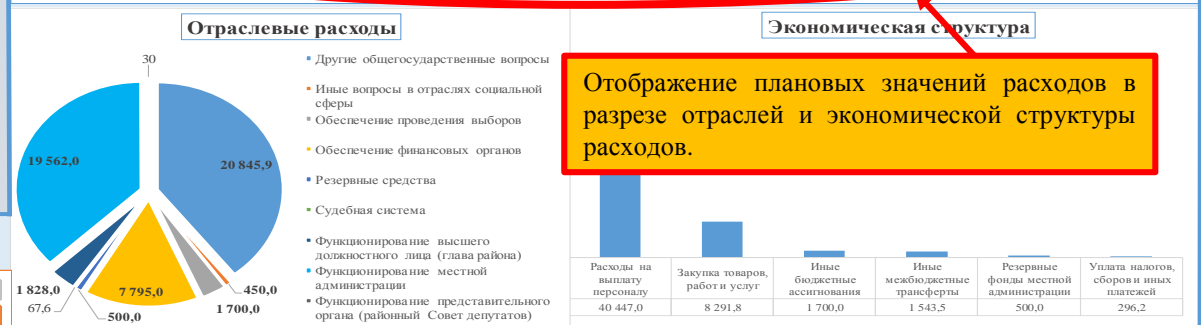 Отраслевые расходы
30
19 562,0
20 845,9
1 828,0
67,6
500,0
7 795,0
1 700,0
450,0
Другие общегосударственные вопросы
Иные вопросы в отраслях социальной
сферы
Обеспечение проведения выборов
Обеспечение финансовых органов
Резервные средства
Судебная система
Функционирование высшего
должностного лица (глава района)
Функционирование местной
администрации
Функционирование представительного
органа (районный Совет депутатов)
Экономическая структура
Отображение плановых значений расходов в
разрезе отраслей и экономической структуры
расходов.
Расходы на
выплату
персоналу
40 447,0
Закупка товаров,
работ и услуг
8 291,8
Иные
бюджетные
ассигнования
1 700,0
Иные
межбюджетные
трансферты
1 543,5
Резервные
фонды местной
администрации
500,0
Уплата налогов,
сборов и иных
платежей
296,2